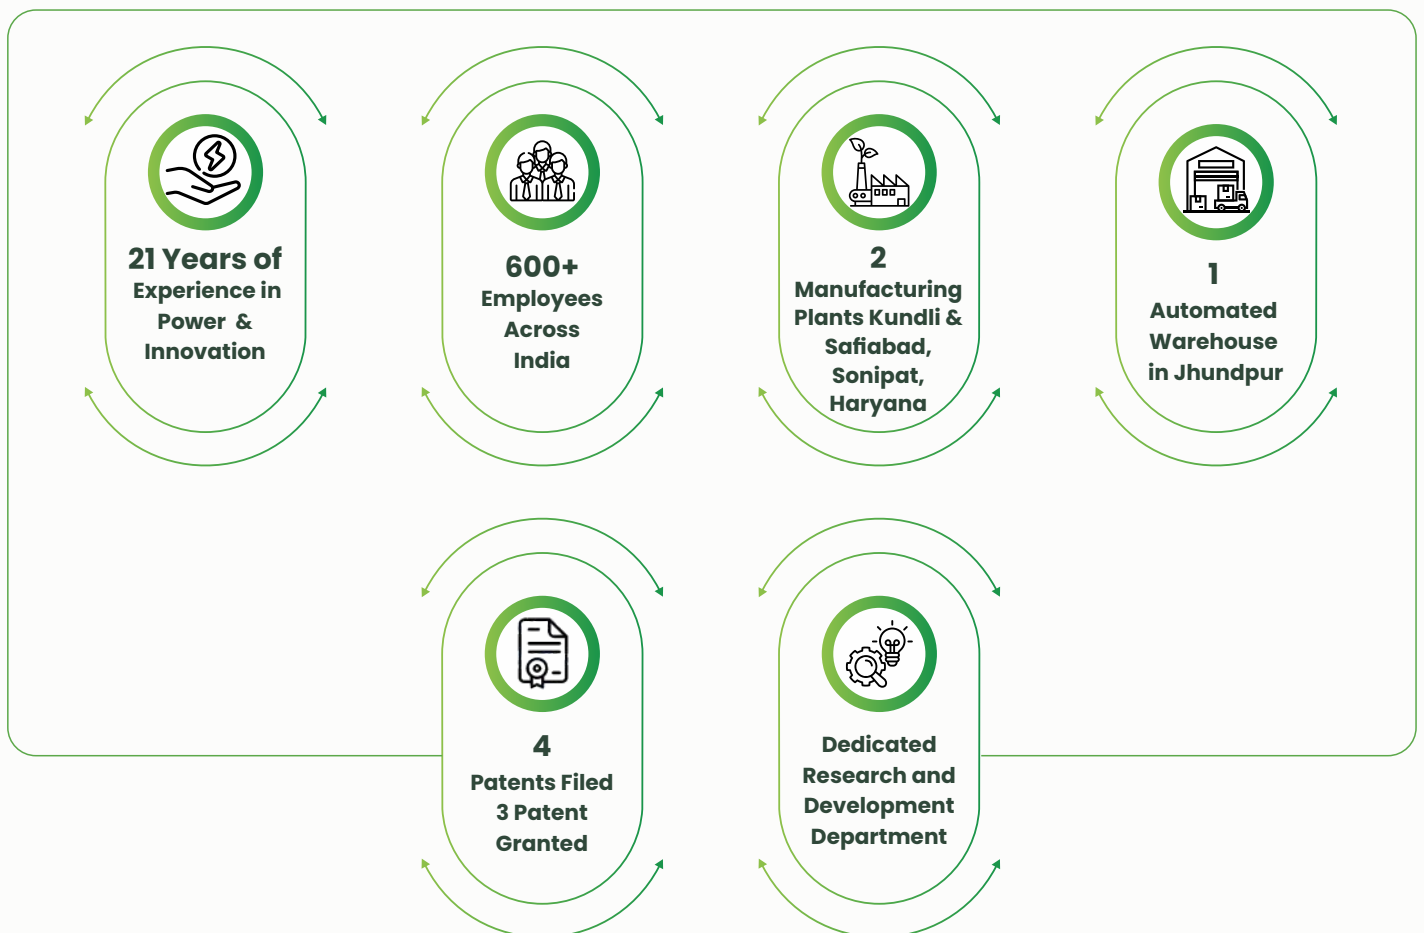 21 Years of
Experience in
Power &
Innovation
600+
Employees
Across
India
2
Manufacturing
Plants Kundli &
Safiabad,
Sonipat,
Haryana
1
Automated
Warehouse
in Jhundpur
4
Patents Filed
3 Patent
Granted
Dedicated
Research and
Development
Department